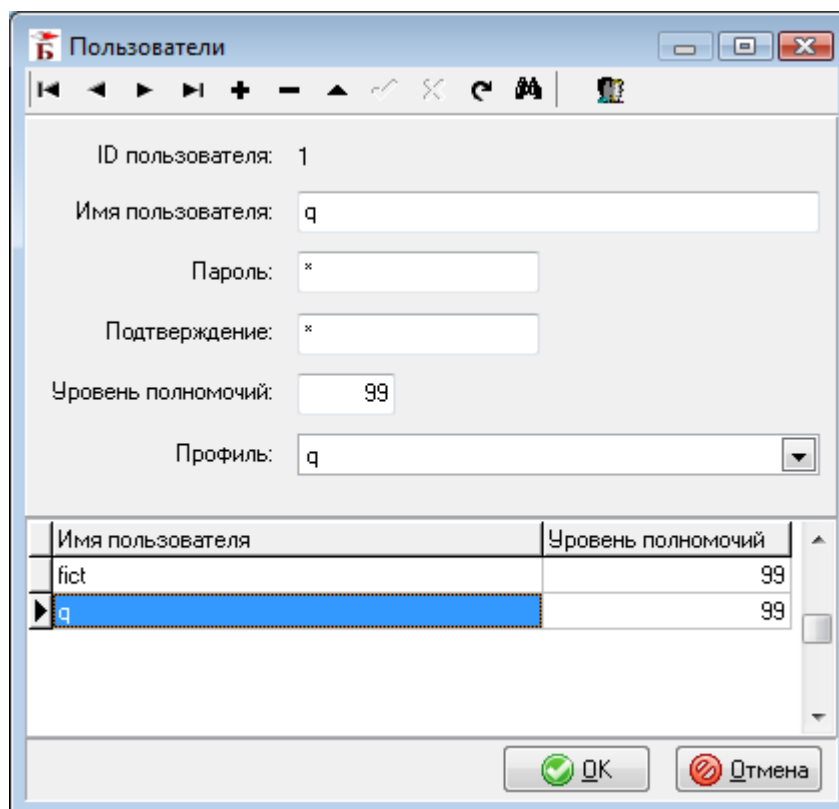 Б Пользователи
ID пользователя: 1
Имя пользователя: q
Пароль: *
Подтверждение: *
Уровень полномочий: 99
Профиль: q
Имя пользователя Уровень полномочий
fict 99
q 99
OK Отмена